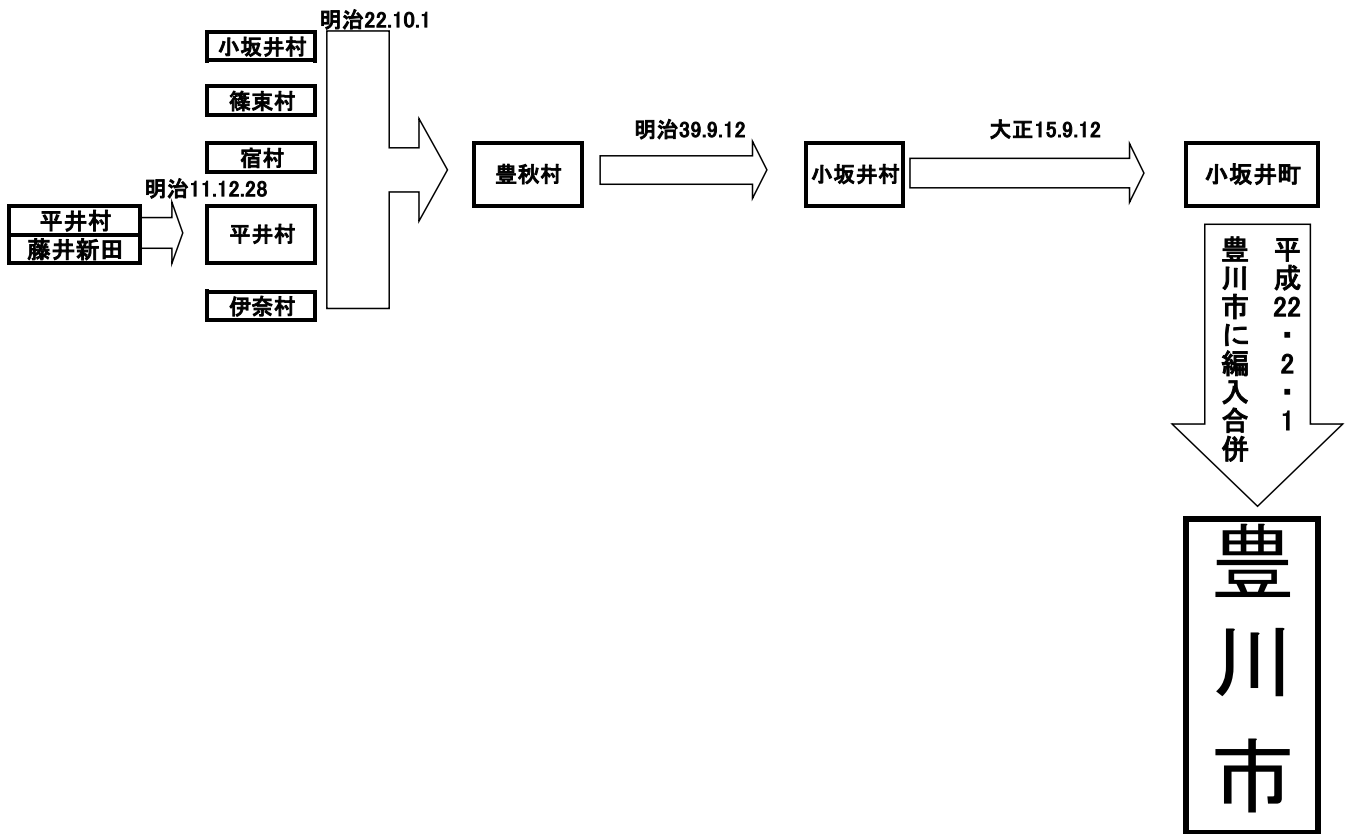 明治22.10.1
小坂井村
篠束村
宿村
明治11.12.28
平井村
藤井新田
平井村
伊奈村
豊秋村
明治39.9.12
小坂井村
大正15.9.12
小坂井町
平成22・2・1
豊川市に編入合併
豊川市